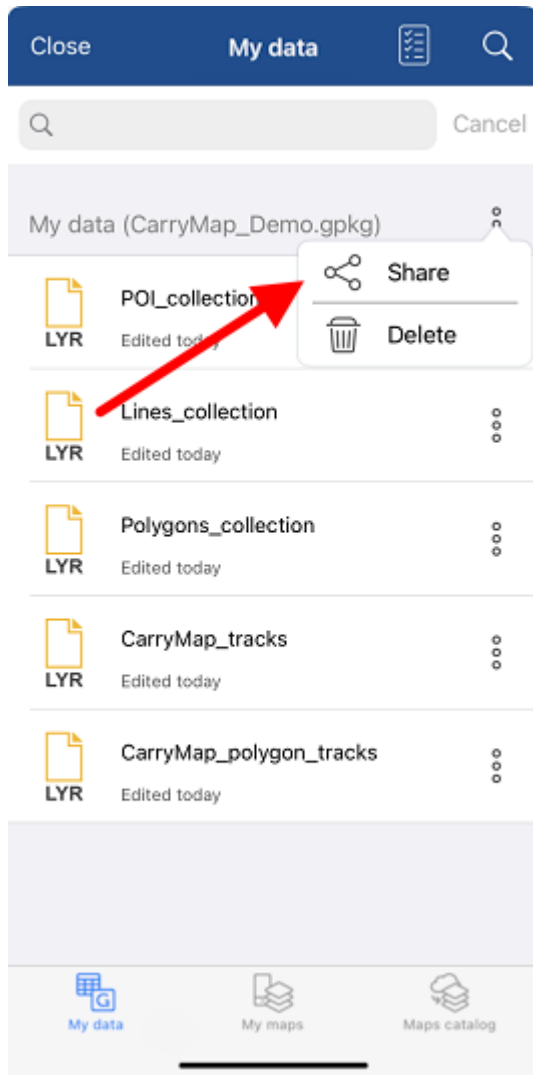 Close My data
Cancel
My data (CarryMap_Demo.gpkg)
Share
Delete
POI_collection
LYR Edited today
Lines_collection
LYR Edited today
Polygons_collection
LYR Edited today
CarryMap_tracks
LYR Edited today
CarryMap_polygon_tracks
LYR Edited today
G
My data My maps Maps catalog